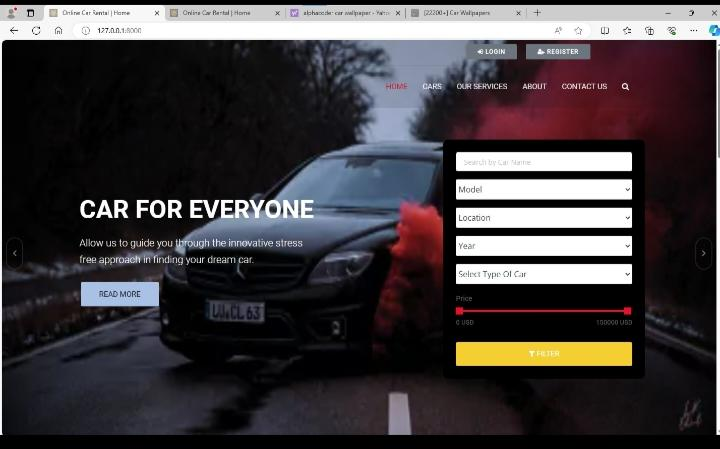 Online Car Rental | Home
Online Car Rental | Home
alphacoder car wallpaper - Yaho
[22200+] Car Wallpapers
127.0.0.1:8000
LOGIN
REGISTER
HOME
CARS
OUR SERVICES
ABOUT
CONTACT US
Search by Car Name
Model
Location
Year
Select Type Of Car
Price
0 USD
150000 USD
FILTER
CAR FOR EVERYONE
Allow us to guide you through the innovative stress
free approach in finding your dream car.
READ MORE